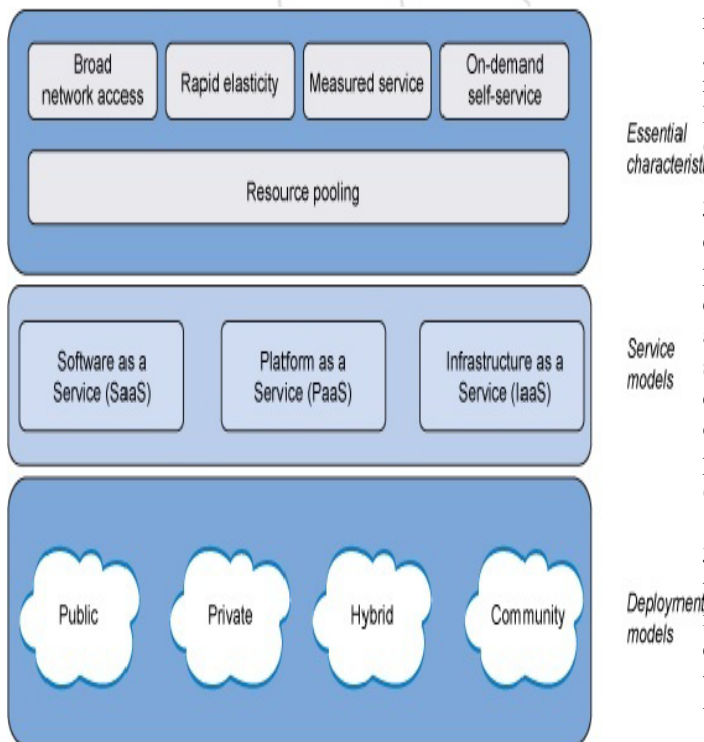 Broad
network access
Rapid elasticity
Measured service
On-demand
self-service
Resource pooling
Essential
Software as a
Service (SaaS)
Platform as a
Service (PaaS)
Infrastructure as a
Service (IaaS)
Service
models
Public
Private
Hybrid
Community
Deployment
models